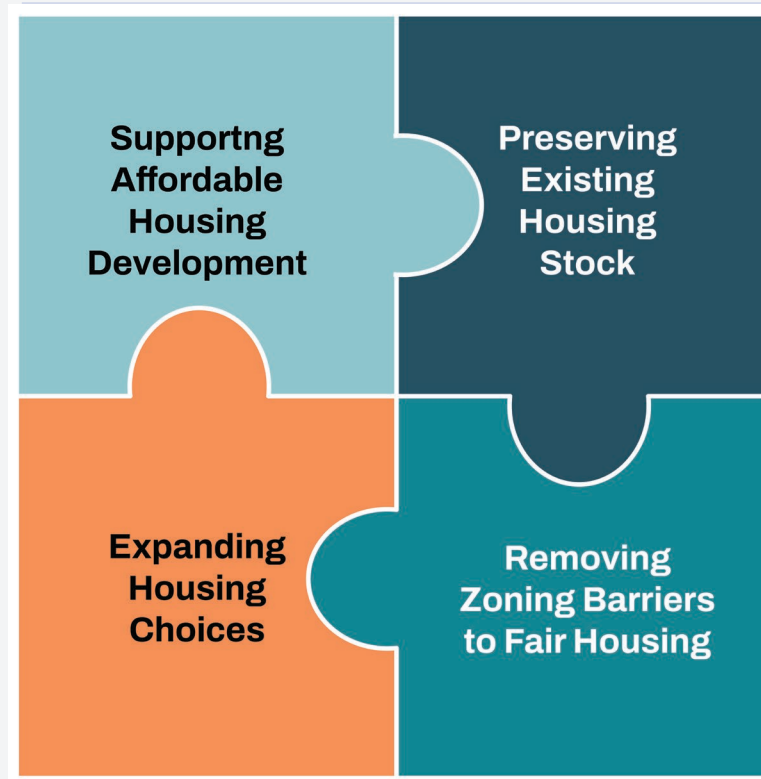 Supportng
Affordable
Housing
Development
Preserving
Existing
Housing
Stock
Expanding
Housing
Choices
Removing
Zoning Barriers
to Fair Housing